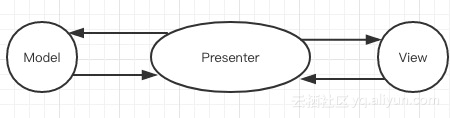 Model
Presenter
View
云栖社区 yq.aliyun.com